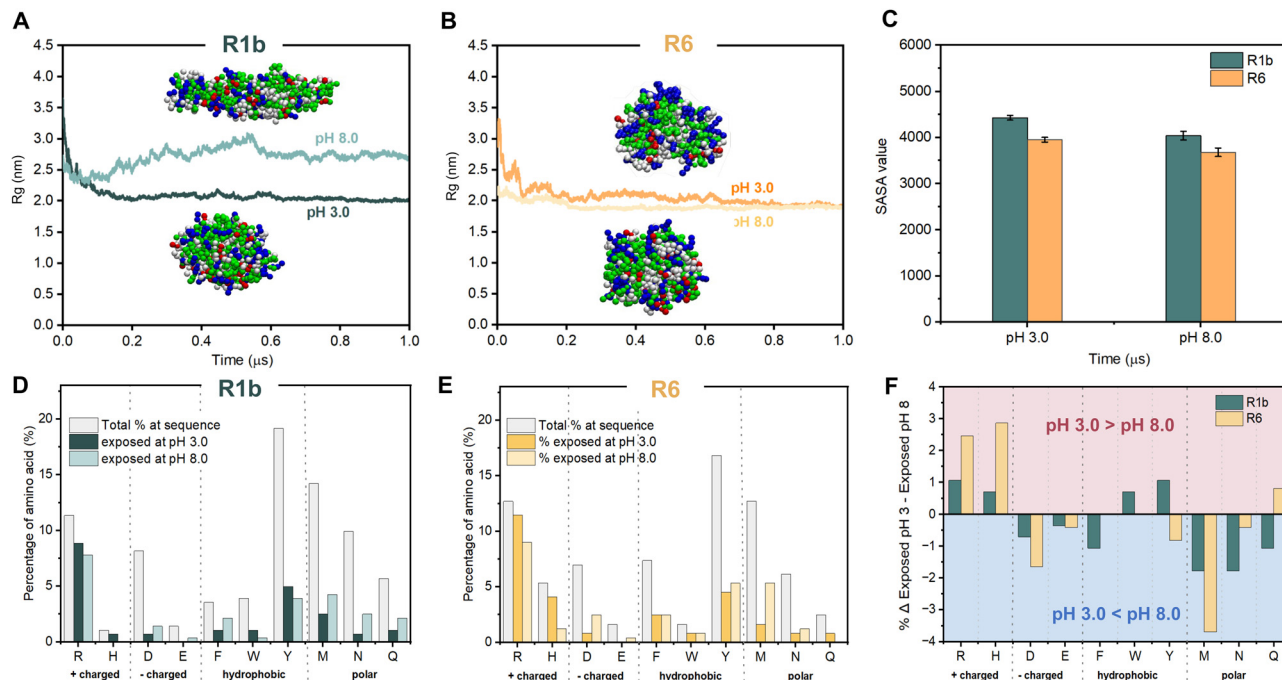 A
R1b
4.5
4.0
3.5
3.0
2.5
2.0
1.5
1.0
0.5
0.0
Rg (nm)
pH 8.0
pH 3.0
0.0 0.2 0.4 0.6 0.8 1.0
Time (μs)
B
R6
4.5
4.0
3.5
3.0
2.5
2.0
1.5
1.0
0.5
0.0
Rg (nm)
pH 3.0
pH 8.0
0.0 0.2 0.4 0.6 0.8 1.0
Time (μs)
C
6000
5000
4000
3000
2000
1000
0
SASA value
R1b
R6
pH 3.0 pH 8.0
Time (μs)
D
R1b
20
15
10
5
0
Percentage of amino acid (%)
Total % at sequence
exposed at pH 3.0
exposed at pH 8.0
R H D E F W Y M N Q
+ charged - charged hydrophobic polar
E
R6
20
15
10
5
0
Percentage of amino acid (%)
Total % at sequence
% exposed at pH 3.0
% exposed at pH 8.0
R H D E F W Y M N Q
+ charged - charged hydrophobic polar
F
4
3
2
1
0
-1
-2
-3
-4
% Δ Exposed pH 3 - Exposed pH 8
R1b
R6
pH 3.0 > pH 8.0
pH 3.0 < pH 8.0
R H D E F W Y M N Q
+ charged - charged hydrophobic polar